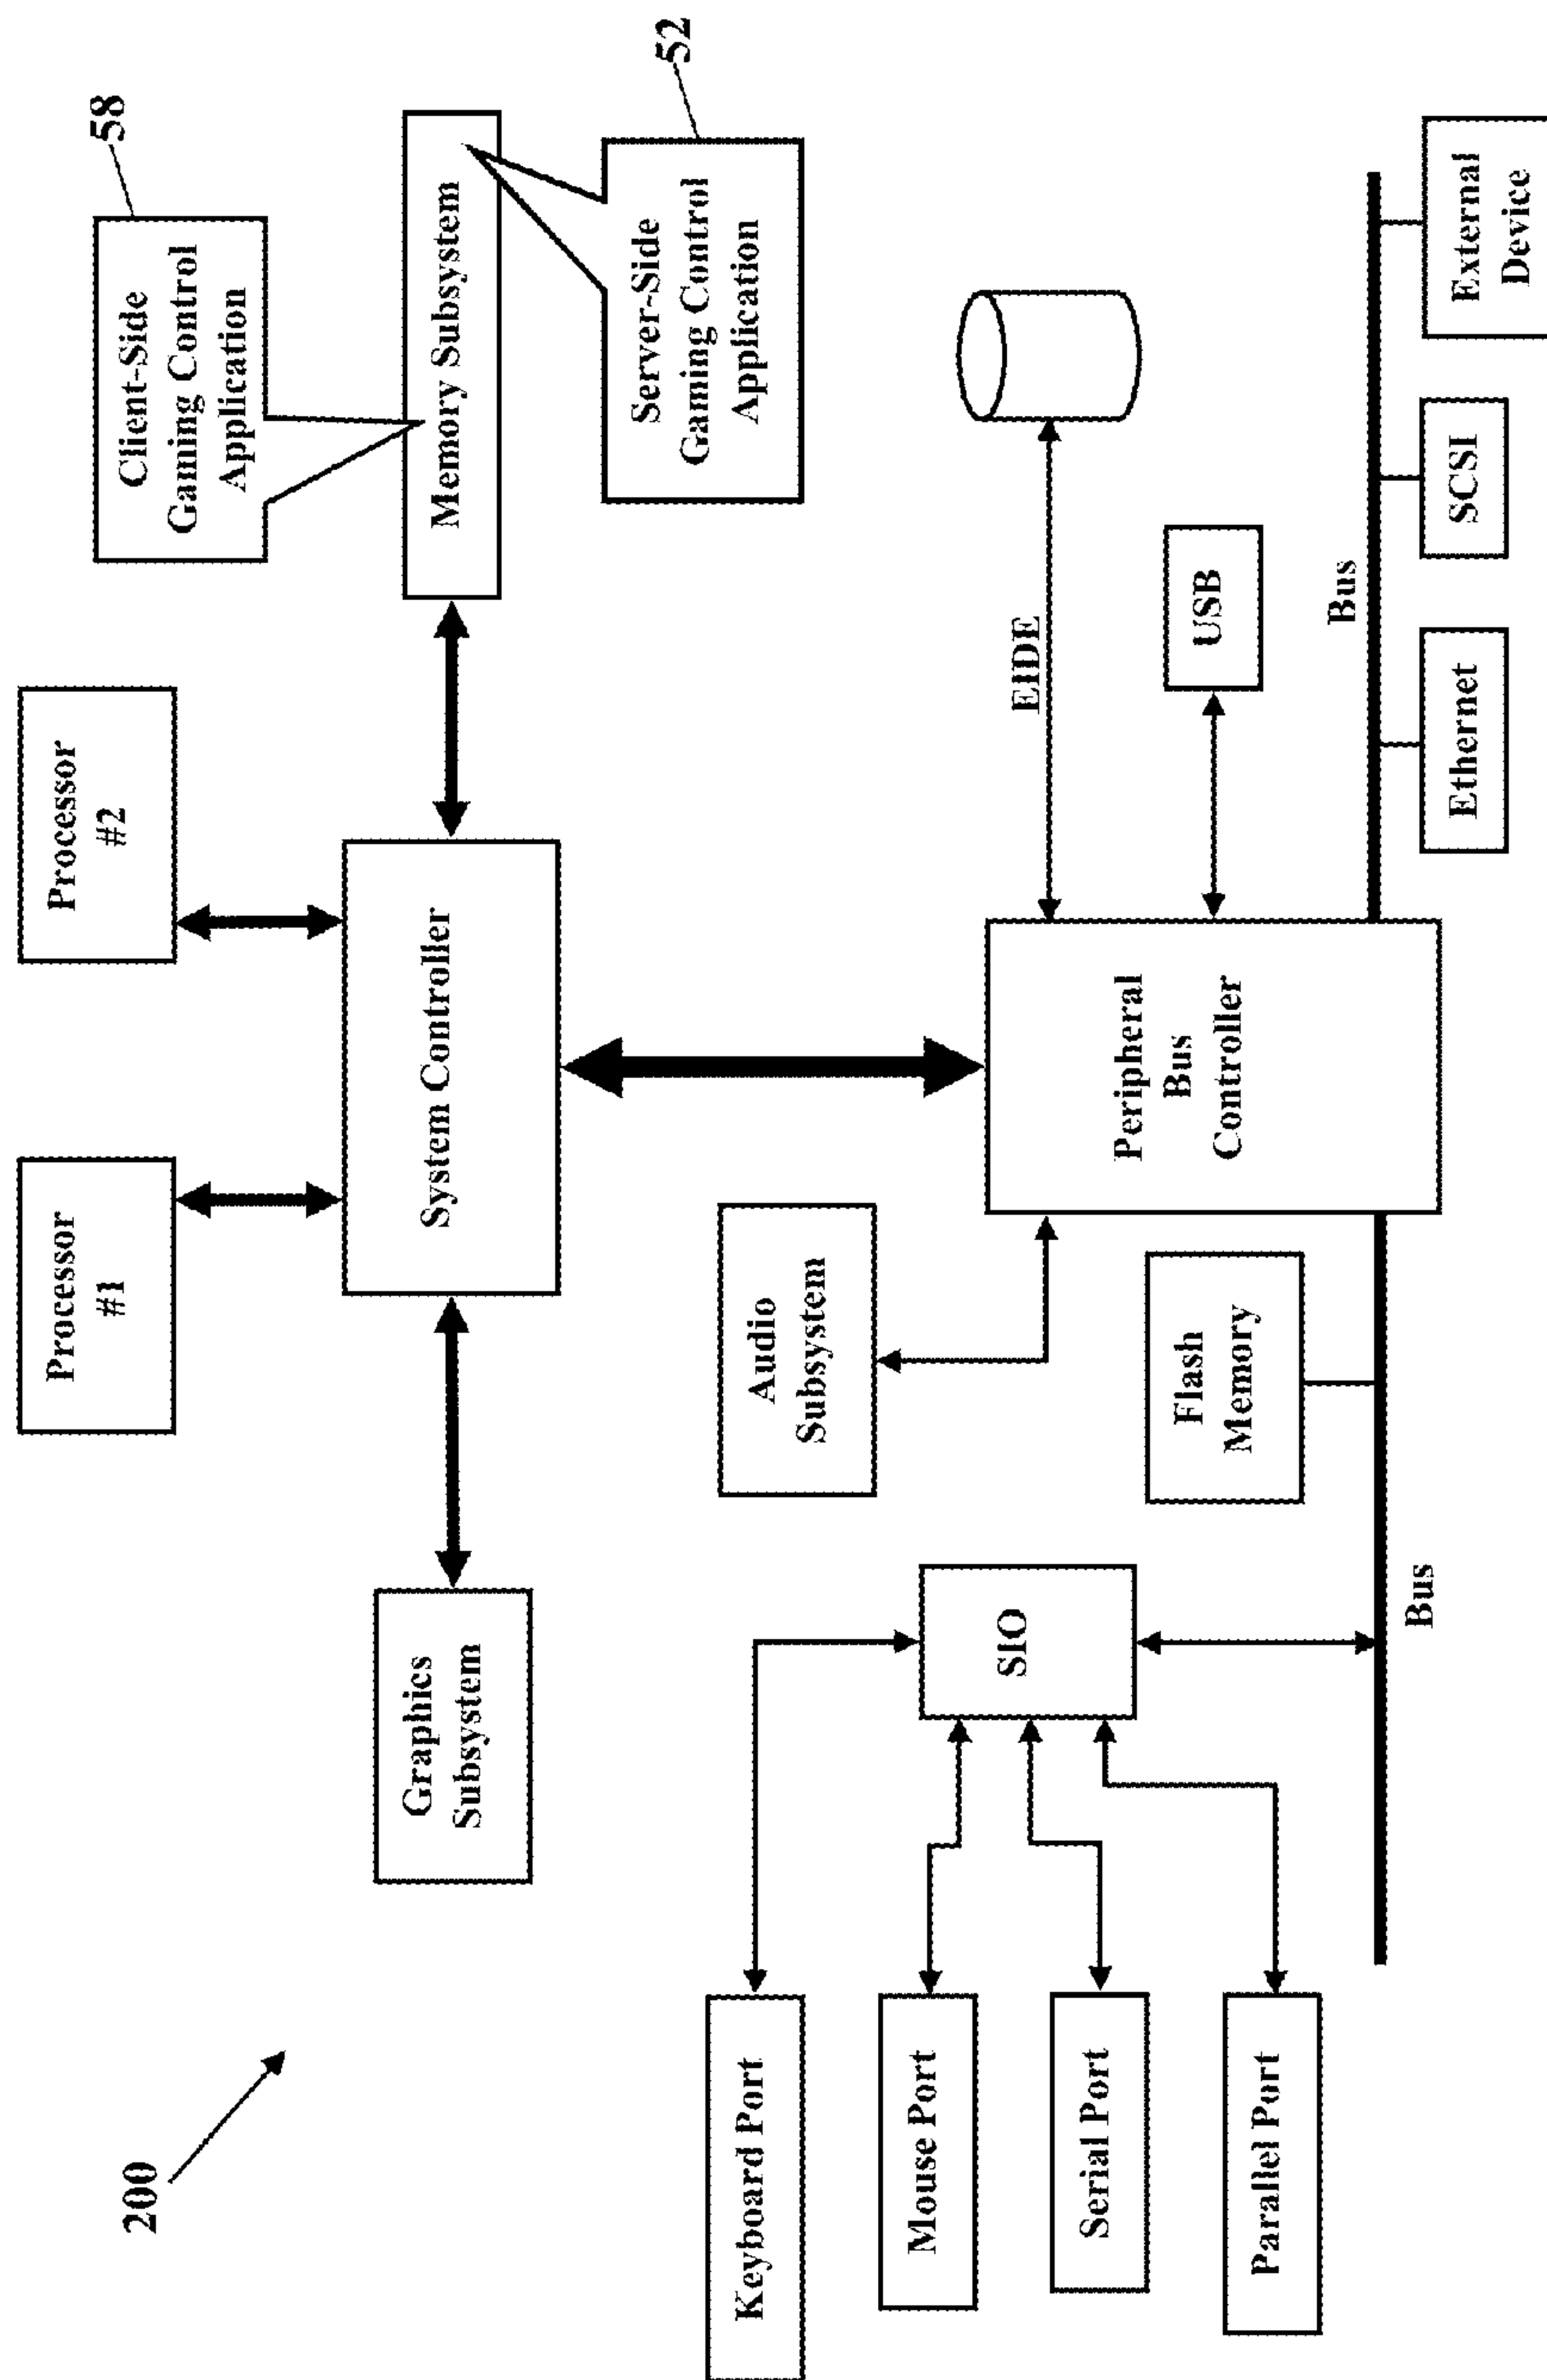 200
Processor
#1
Processor
#2
58
Client-Side
Gaming Control
Application
Graphics
Subsystem
System Controller
Memory Subsystem
52
Server-Side
Gaming Control
Application
Keyboard Port
Mouse Port
Serial Port
Parallel Port
SIO
Audio
Subsystem
Flash
Memory
Peripheral
Bus
Controller
EIDE
USB
Bus
Bus
Ethernet
SCSI
External
Device